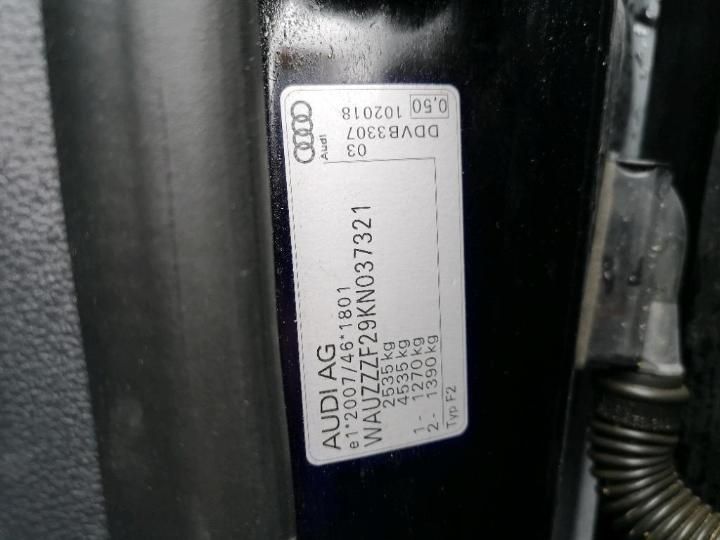 AUDI AG
e1*2007/46*1801
WAUZZZF29KN037321
2535 kg
4535 kg
1 - 1270 kg
2 - 1390 kg
Typ F2
Audi
03
DDVB3307
102018
0,50